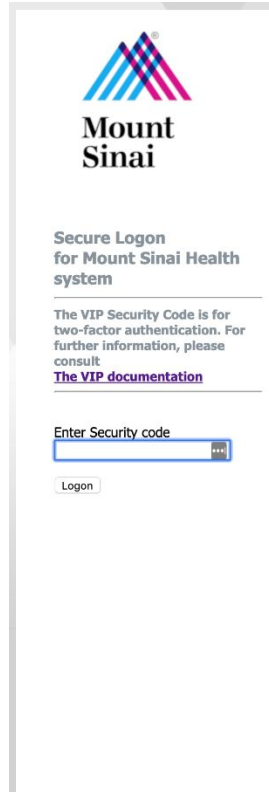 Mount
Sinai
Secure Logon
for Mount Sinai Health
system
The VIP Security Code is for
two-factor authentication. For
further information, please
consult
The VIP documentation
Enter Security code
Logon